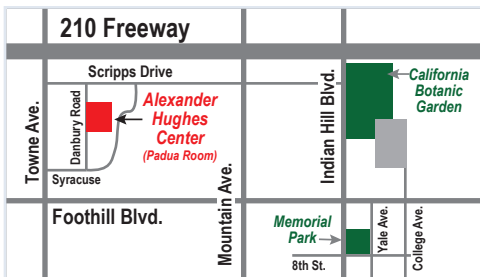 210 Freeway
Scripps Drive
California
Botanic
Garden
Alexander
Hughes
Center
(Padua Room)
Danbury Road
Towne Ave.
Syracuse
Indian Hill Blvd.
Mountain Ave.
Foothill Blvd.
Memorial
Park
Yale Ave.
College Ave.
8th St.